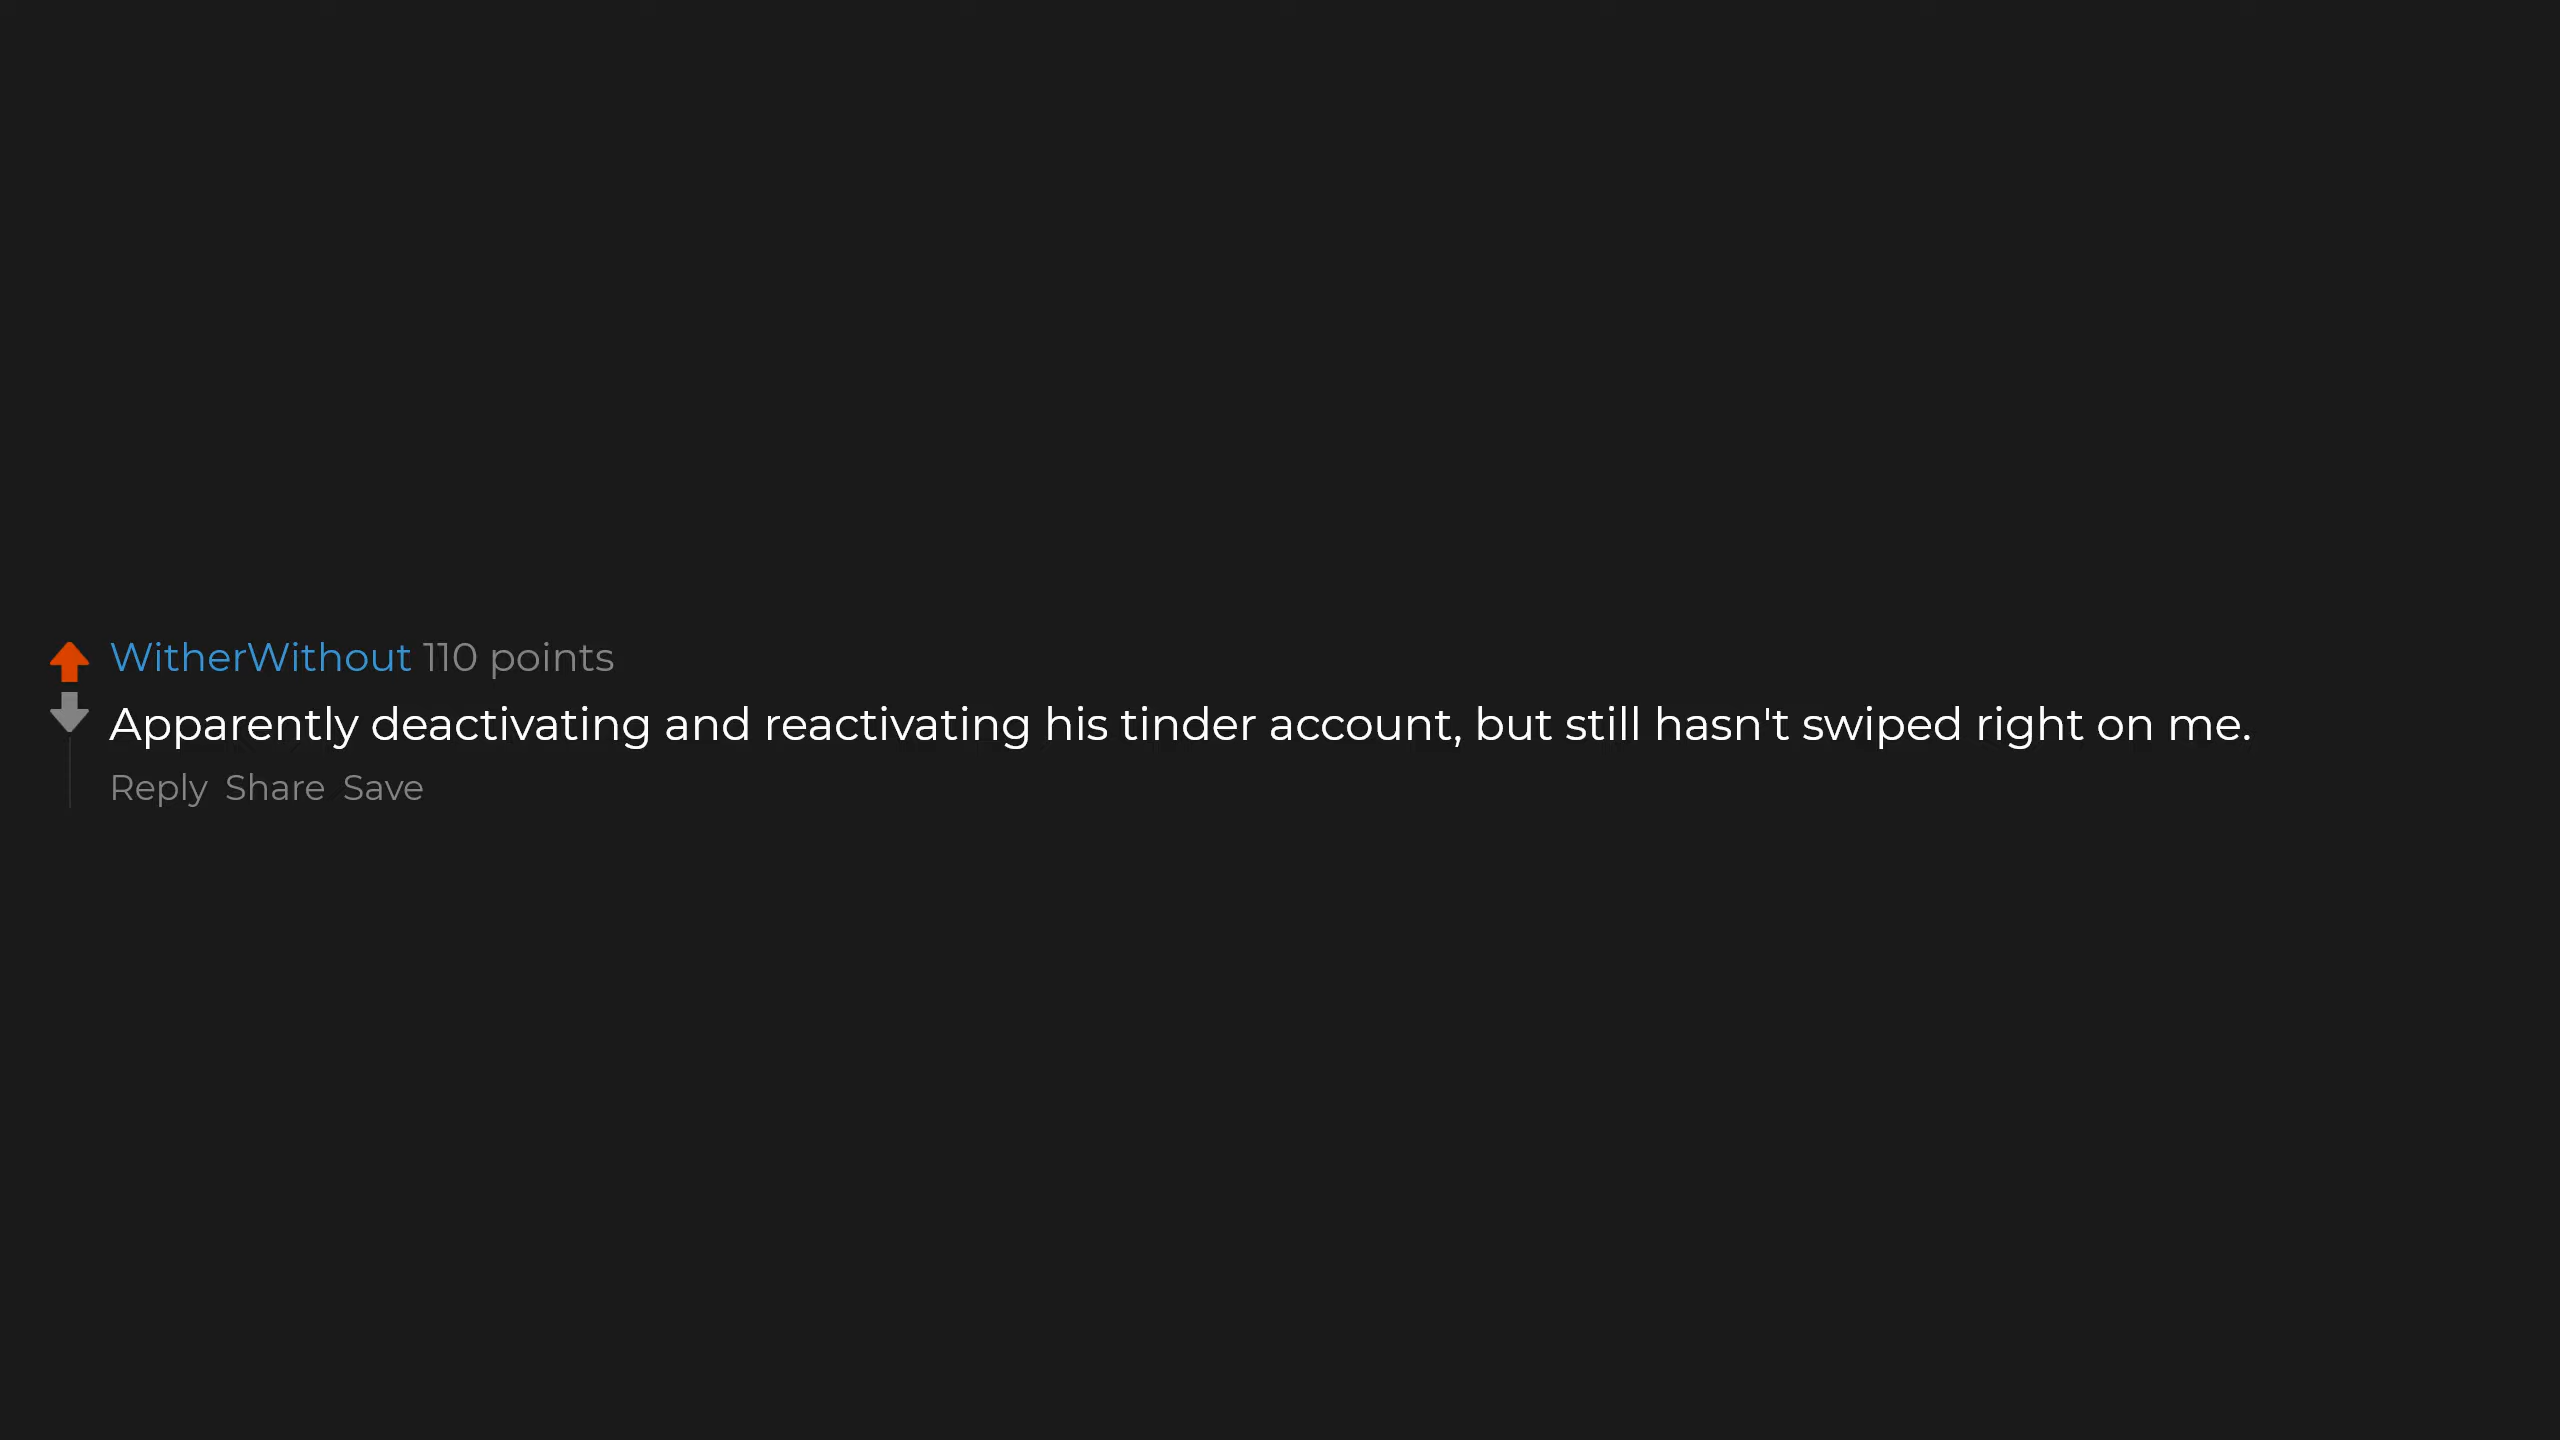 WitherWithout 110 points
Apparently deactivating and reactivating his tinder account, but still hasn't swiped right on me.
Reply Share Save